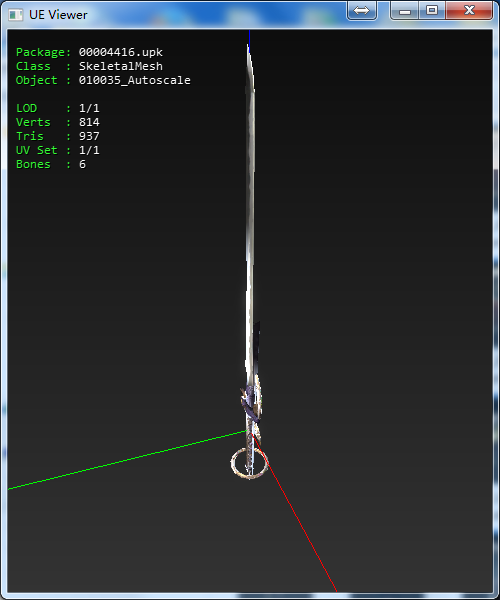 UE Viewer
Package: 00004416.upk
Class : SkeletalMesh
Object : 010035_Autoscale
LOD : 1/1
Verts : 814
Tris : 937
UV Set : 1/1
Bones : 6